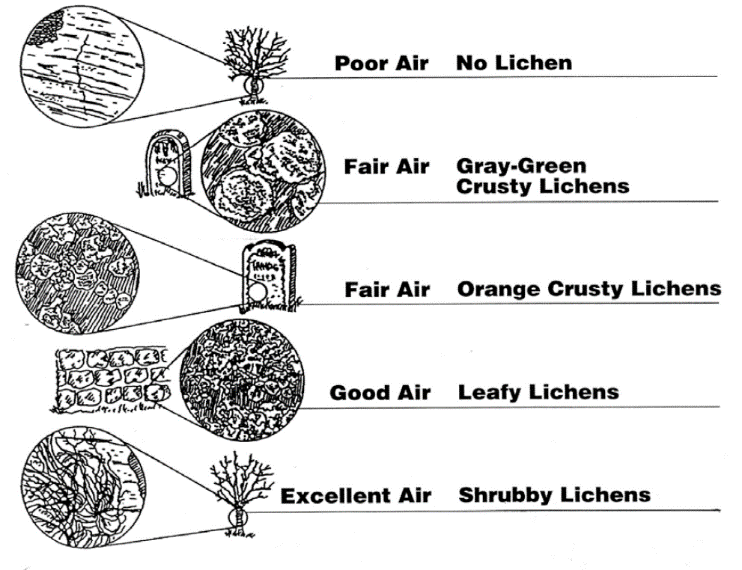 Poor Air No Lichen
Fair Air Gray-Green
Crusty Lichens
Fair Air Orange Crusty Lichens
Good Air Leafy Lichens
Excellent Air Shrubby Lichens